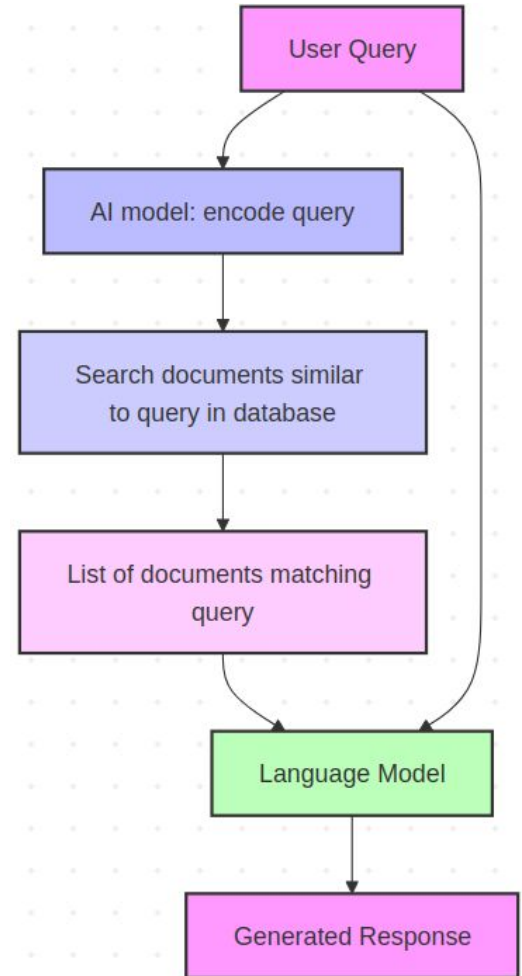 User Query
AI model: encode query
Search documents similar
to query in database
List of documents matching
query
Language Model
Generated Response